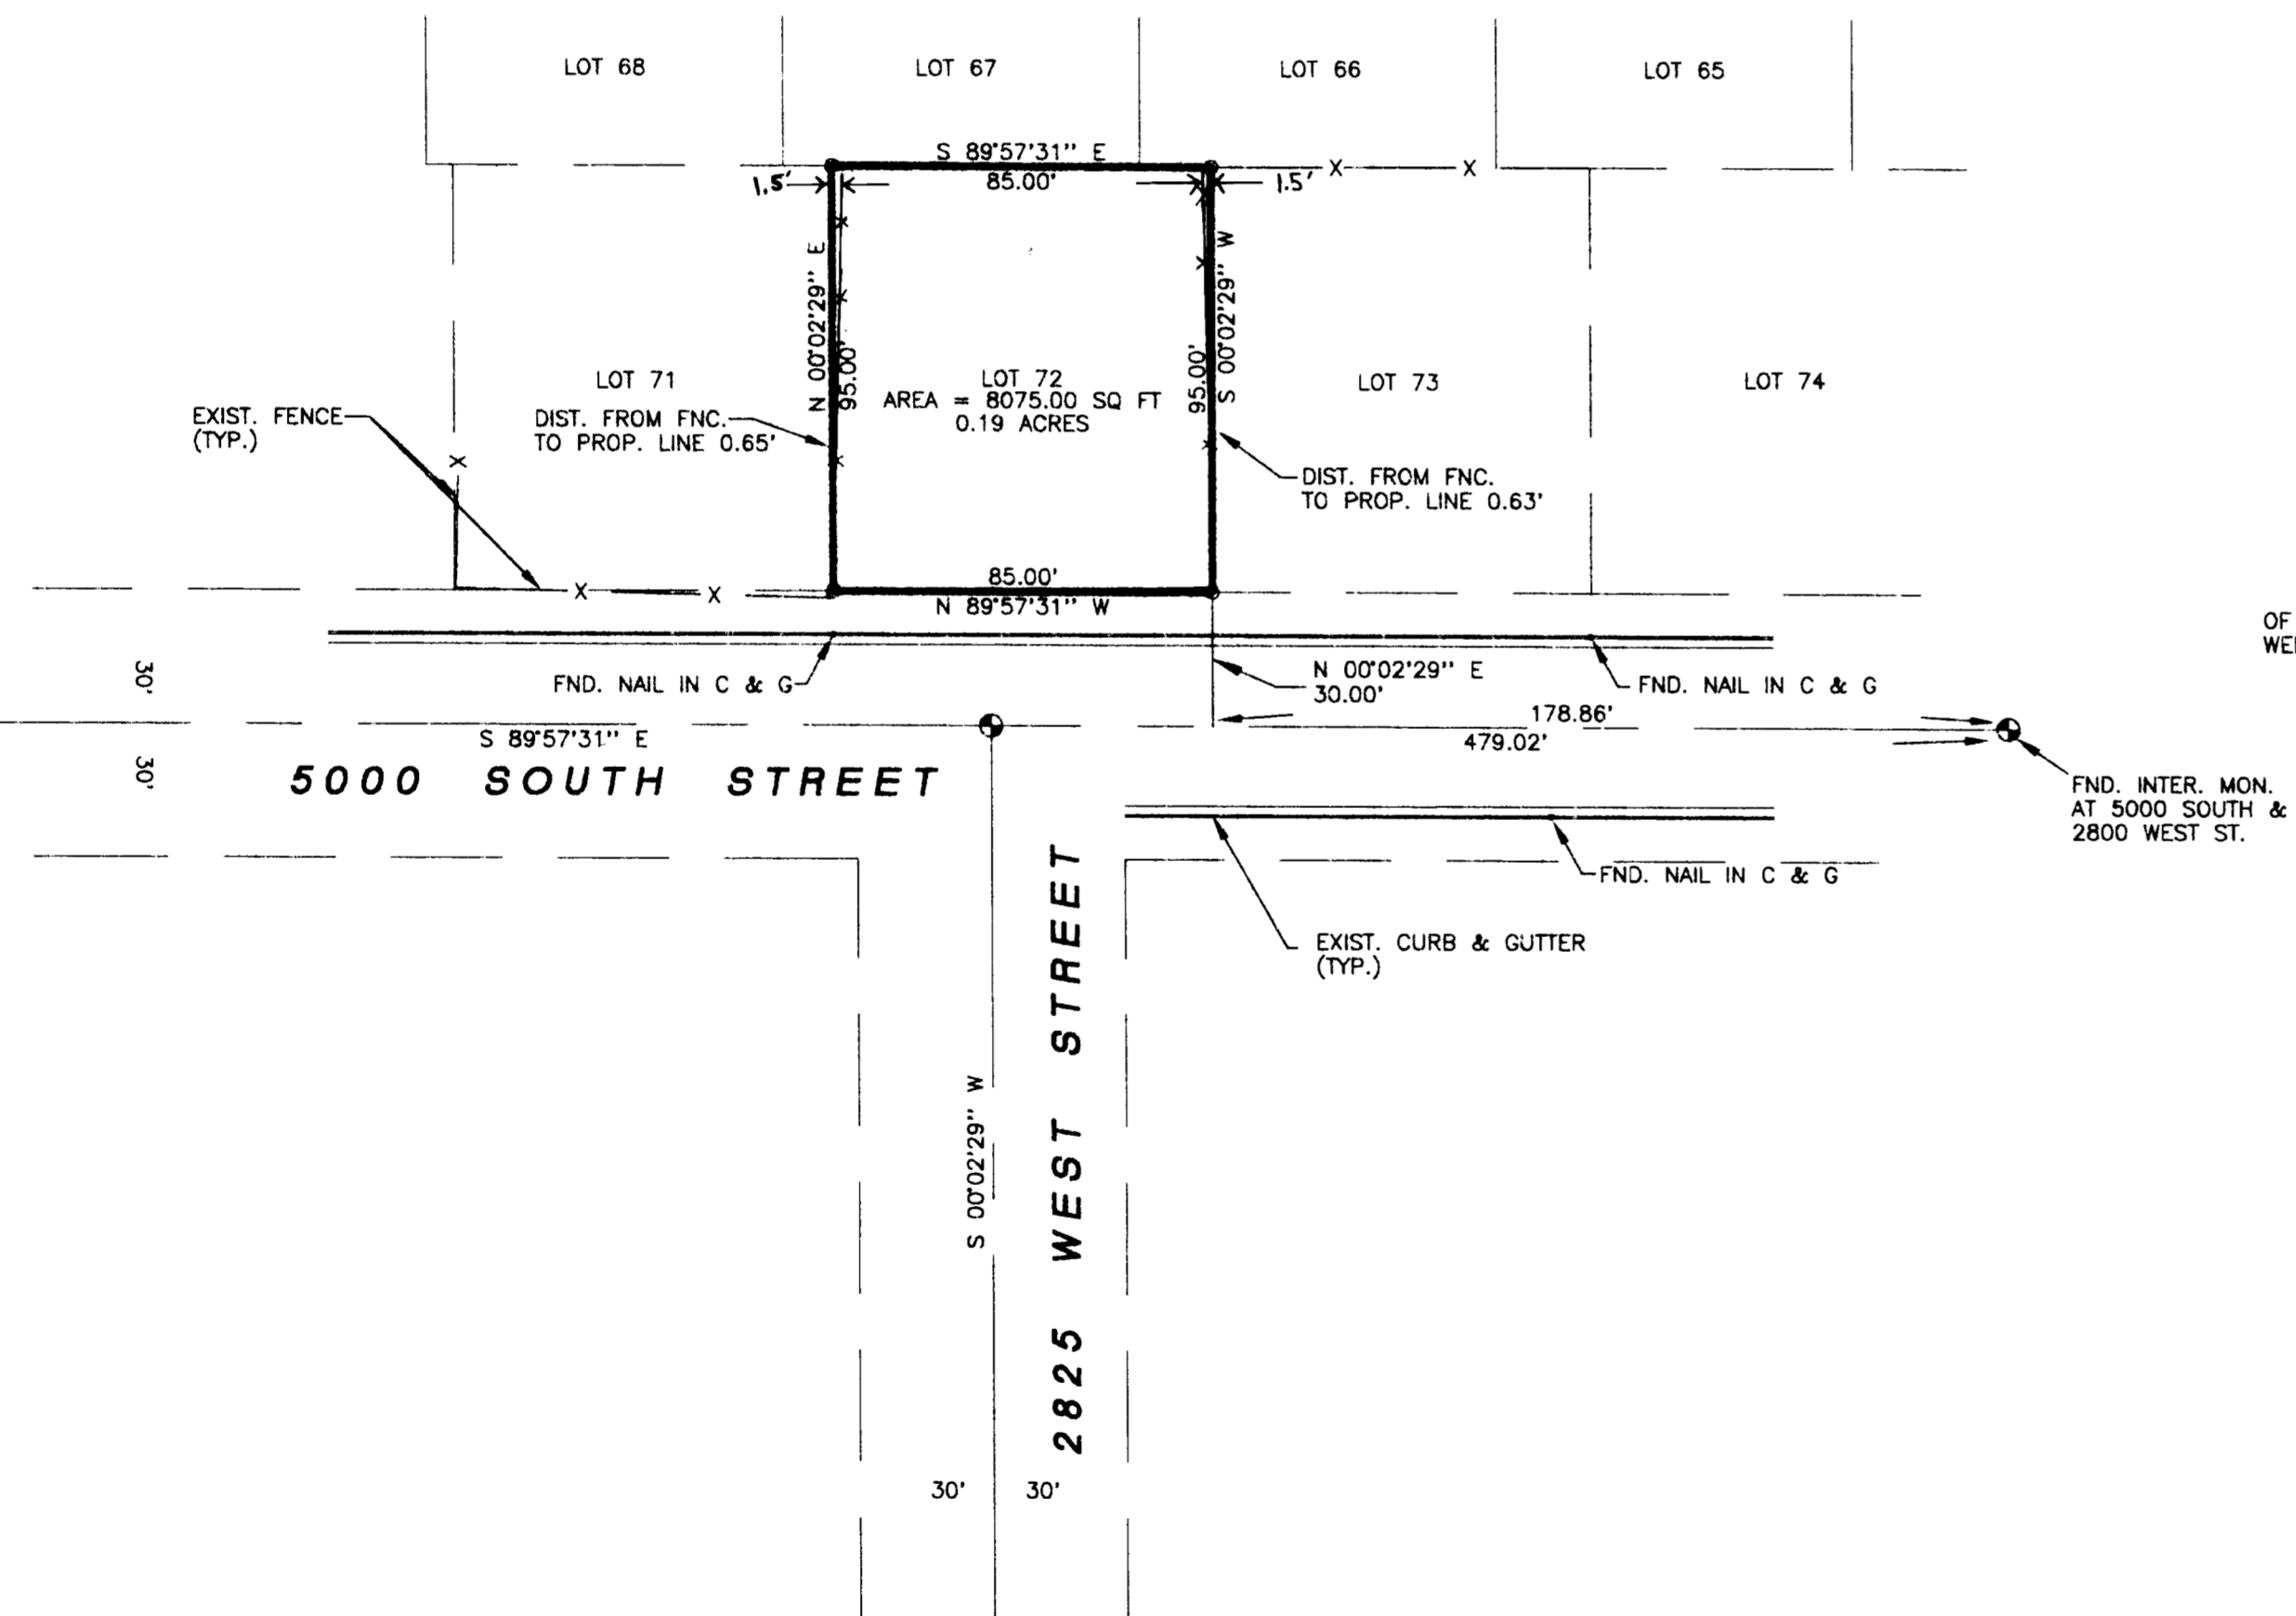 LOT 68
LOT 67
LOT 66
LOT 65
S 89°57'31" E
1.5'
85.00'
1.5'
N 00°02'29" E
95.00'
95.00'
S 00°02'29" W
LOT 71
LOT 72
AREA = 8075.00 SQ FT
0.19 ACRES
LOT 73
LOT 74
EXIST. FENCE
(TYP.)
DIST. FROM FNC.
TO PROP. LINE 0.65'
DIST. FROM FNC.
TO PROP. LINE 0.63'
85.00'
N 89°57'31" W
OF
30'
FND. NAIL IN C & G
N 00°02'29" E
30.00'
FND. NAIL IN C & G
178.86'
S 89°57'31" E
479.02'
30'
5000 SOUTH STREET
FND. INTER. MON.
AT 5000 SOUTH &
2800 WEST ST.
FND. NAIL IN C & G
EXIST. CURB & GUTTER
(TYP.)
S 00°02'29" W
2825 WEST STREET
30'
30'